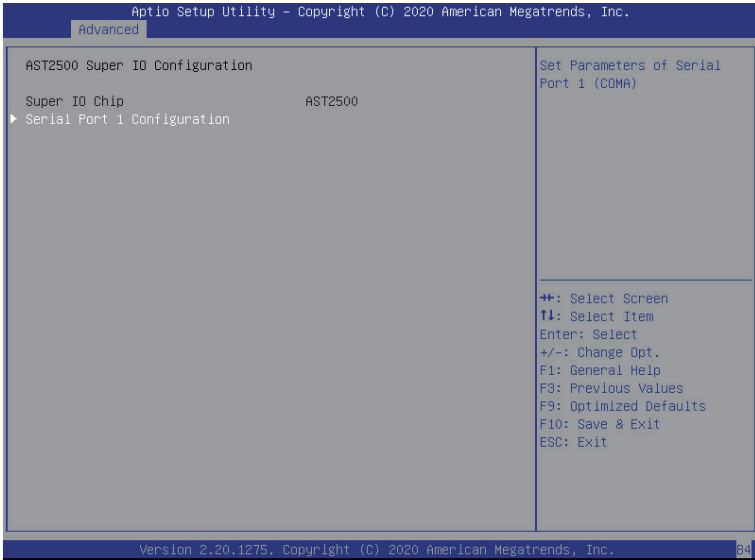 Aptio Setup Utility – Copyright (C) 2020 American Megatrends, Inc.
Advanced
AST2500 Super IO Configuration
Super IO Chip AST2500
▶ Serial Port 1 Configuration
Set Parameters of Serial
Port 1 (COMA)
→←: Select Screen
↑↓: Select Item
Enter: Select
+/-: Change Opt.
F1: General Help
F3: Previous Values
F9: Optimized Defaults
F10: Save & Exit
ESC: Exit
Version 2.20.1275. Copyright (C) 2020 American Megatrends, Inc.
B4